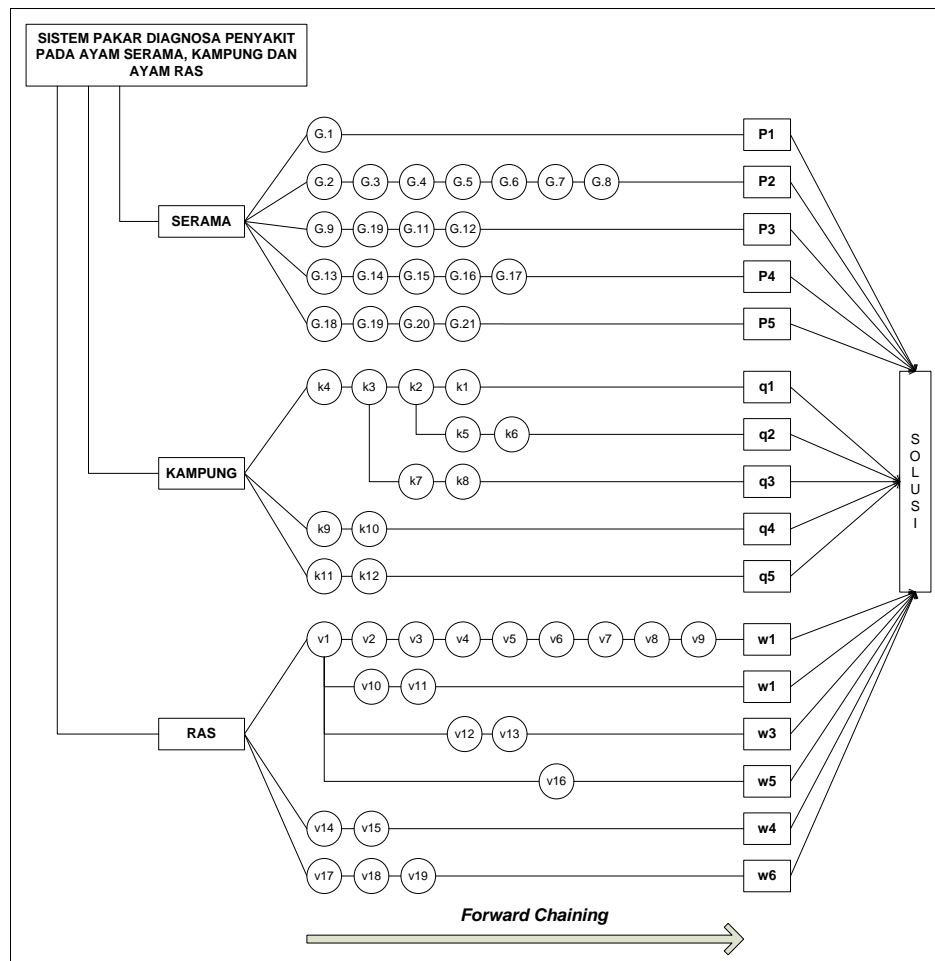 SISTEM PAKAR DIAGNOSA PENYAKIT
PADA AYAM SERAMA, KAMPUNG DAN
AYAM RAS
G.1 P1
G.2 G.3 G.4 G.5 G.6 G.7 G.8 P2
SERAMA
G.9 G.19 G.11 G.12 P3
G.13 G.14 G.15 G.16 G.17 P4
G.18 G.19 G.20 G.21 P5
k4 k3 k2 k1 q1
k5 k6 q2
KAMPUNG
k7 k8 q3
k9 k10 q4
k11 k12 q5
S
O
L
U
S
I
v1 v2 v3 v4 v5 v6 v7 v8 v9 w1
v10 v11 w1
RAS
v12 v13 w3
v16 w5
v14 v15 w4
v17 v18 v19 w6
Forward Chaining